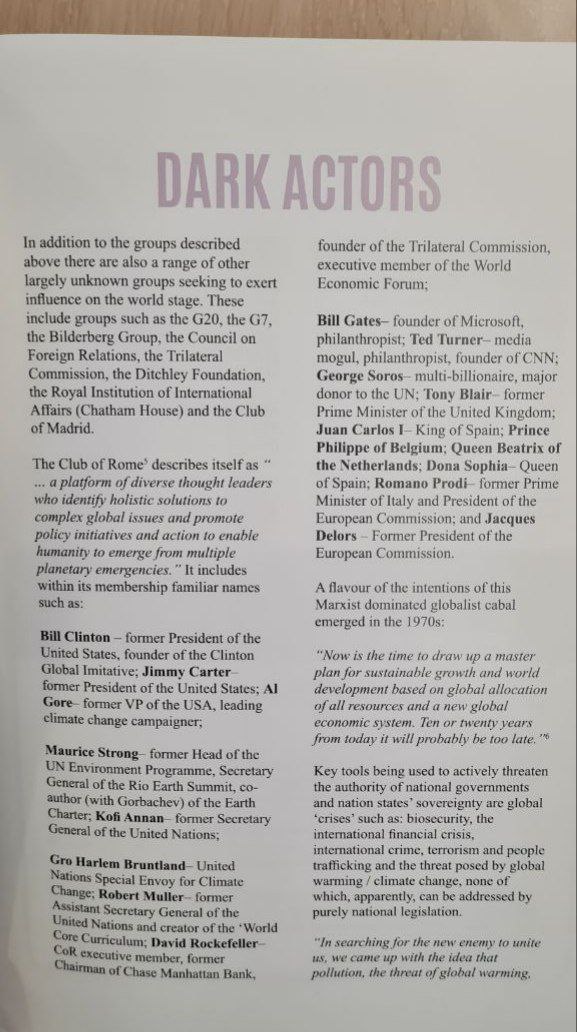 DARK ACTORS
In addition to the groups described
above there are also a range of other
largely unknown groups seeking to exert
influence on the world stage. These
include groups such as the G20, the G7,
the Bilderberg Group, the Council on
Foreign Relations, the Trilateral
Commission, the Ditchley Foundation,
the Royal Institution of International
Affairs (Chatham House) and the Club
of Madrid.
The Club of Rome⁵ describes itself as “
... a platform of diverse thought leaders
who identify holistic solutions to
complex global issues and promote
policy initiatives and action to enable
humanity to emerge from multiple
planetary emergencies.” It includes
within its membership familiar names
such as:
Bill Clinton – former President of the
United States, founder of the Clinton
Global Imitative; Jimmy Carter–
former President of the United States; Al
Gore– former VP of the USA, leading
climate change campaigner;
Maurice Strong– former Head of the
UN Environment Programme, Secretary
General of the Rio Earth Summit, co-
author (with Gorbachev) of the Earth
Charter; Kofi Annan– former Secretary
General of the United Nations;
Gro Harlem Bruntland– United
Nations Special Envoy for Climate
Change; Robert Muller– former
Assistant Secretary General of the
United Nations and creator of the ‘World
Core Curriculum; David Rockefeller–
CoR executive member, former
Chairman of Chase Manhattan Bank,
founder of the Trilateral Commission,
executive member of the World
Economic Forum;
Bill Gates– founder of Microsoft,
philanthropist; Ted Turner– media
mogul, philanthropist, founder of CNN;
George Soros– multi-billionaire, major
donor to the UN; Tony Blair– former
Prime Minister of the United Kingdom;
Juan Carlos I– King of Spain; Prince
Philippe of Belgium; Queen Beatrix of
the Netherlands; Dona Sophia– Queen
of Spain; Romano Prodi– former Prime
Minister of Italy and President of the
European Commission; and Jacques
Delors – Former President of the
European Commission.
A flavour of the intentions of this
Marxist dominated globalist cabal
emerged in the 1970s:
“Now is the time to draw up a master
plan for sustainable growth and world
development based on global allocation
of all resources and a new global
economic system. Ten or twenty years
from today it will probably be too late.”⁶
Key tools being used to actively threaten
the authority of national governments
and nation states’ sovereignty are global
‘crises’ such as: biosecurity, the
international financial crisis,
international crime, terrorism and people
trafficking and the threat posed by global
warming / climate change, none of
which, apparently, can be addressed by
purely national legislation.
“In searching for the new enemy to unite
us, we came up with the idea that
pollution, the threat of global warming,